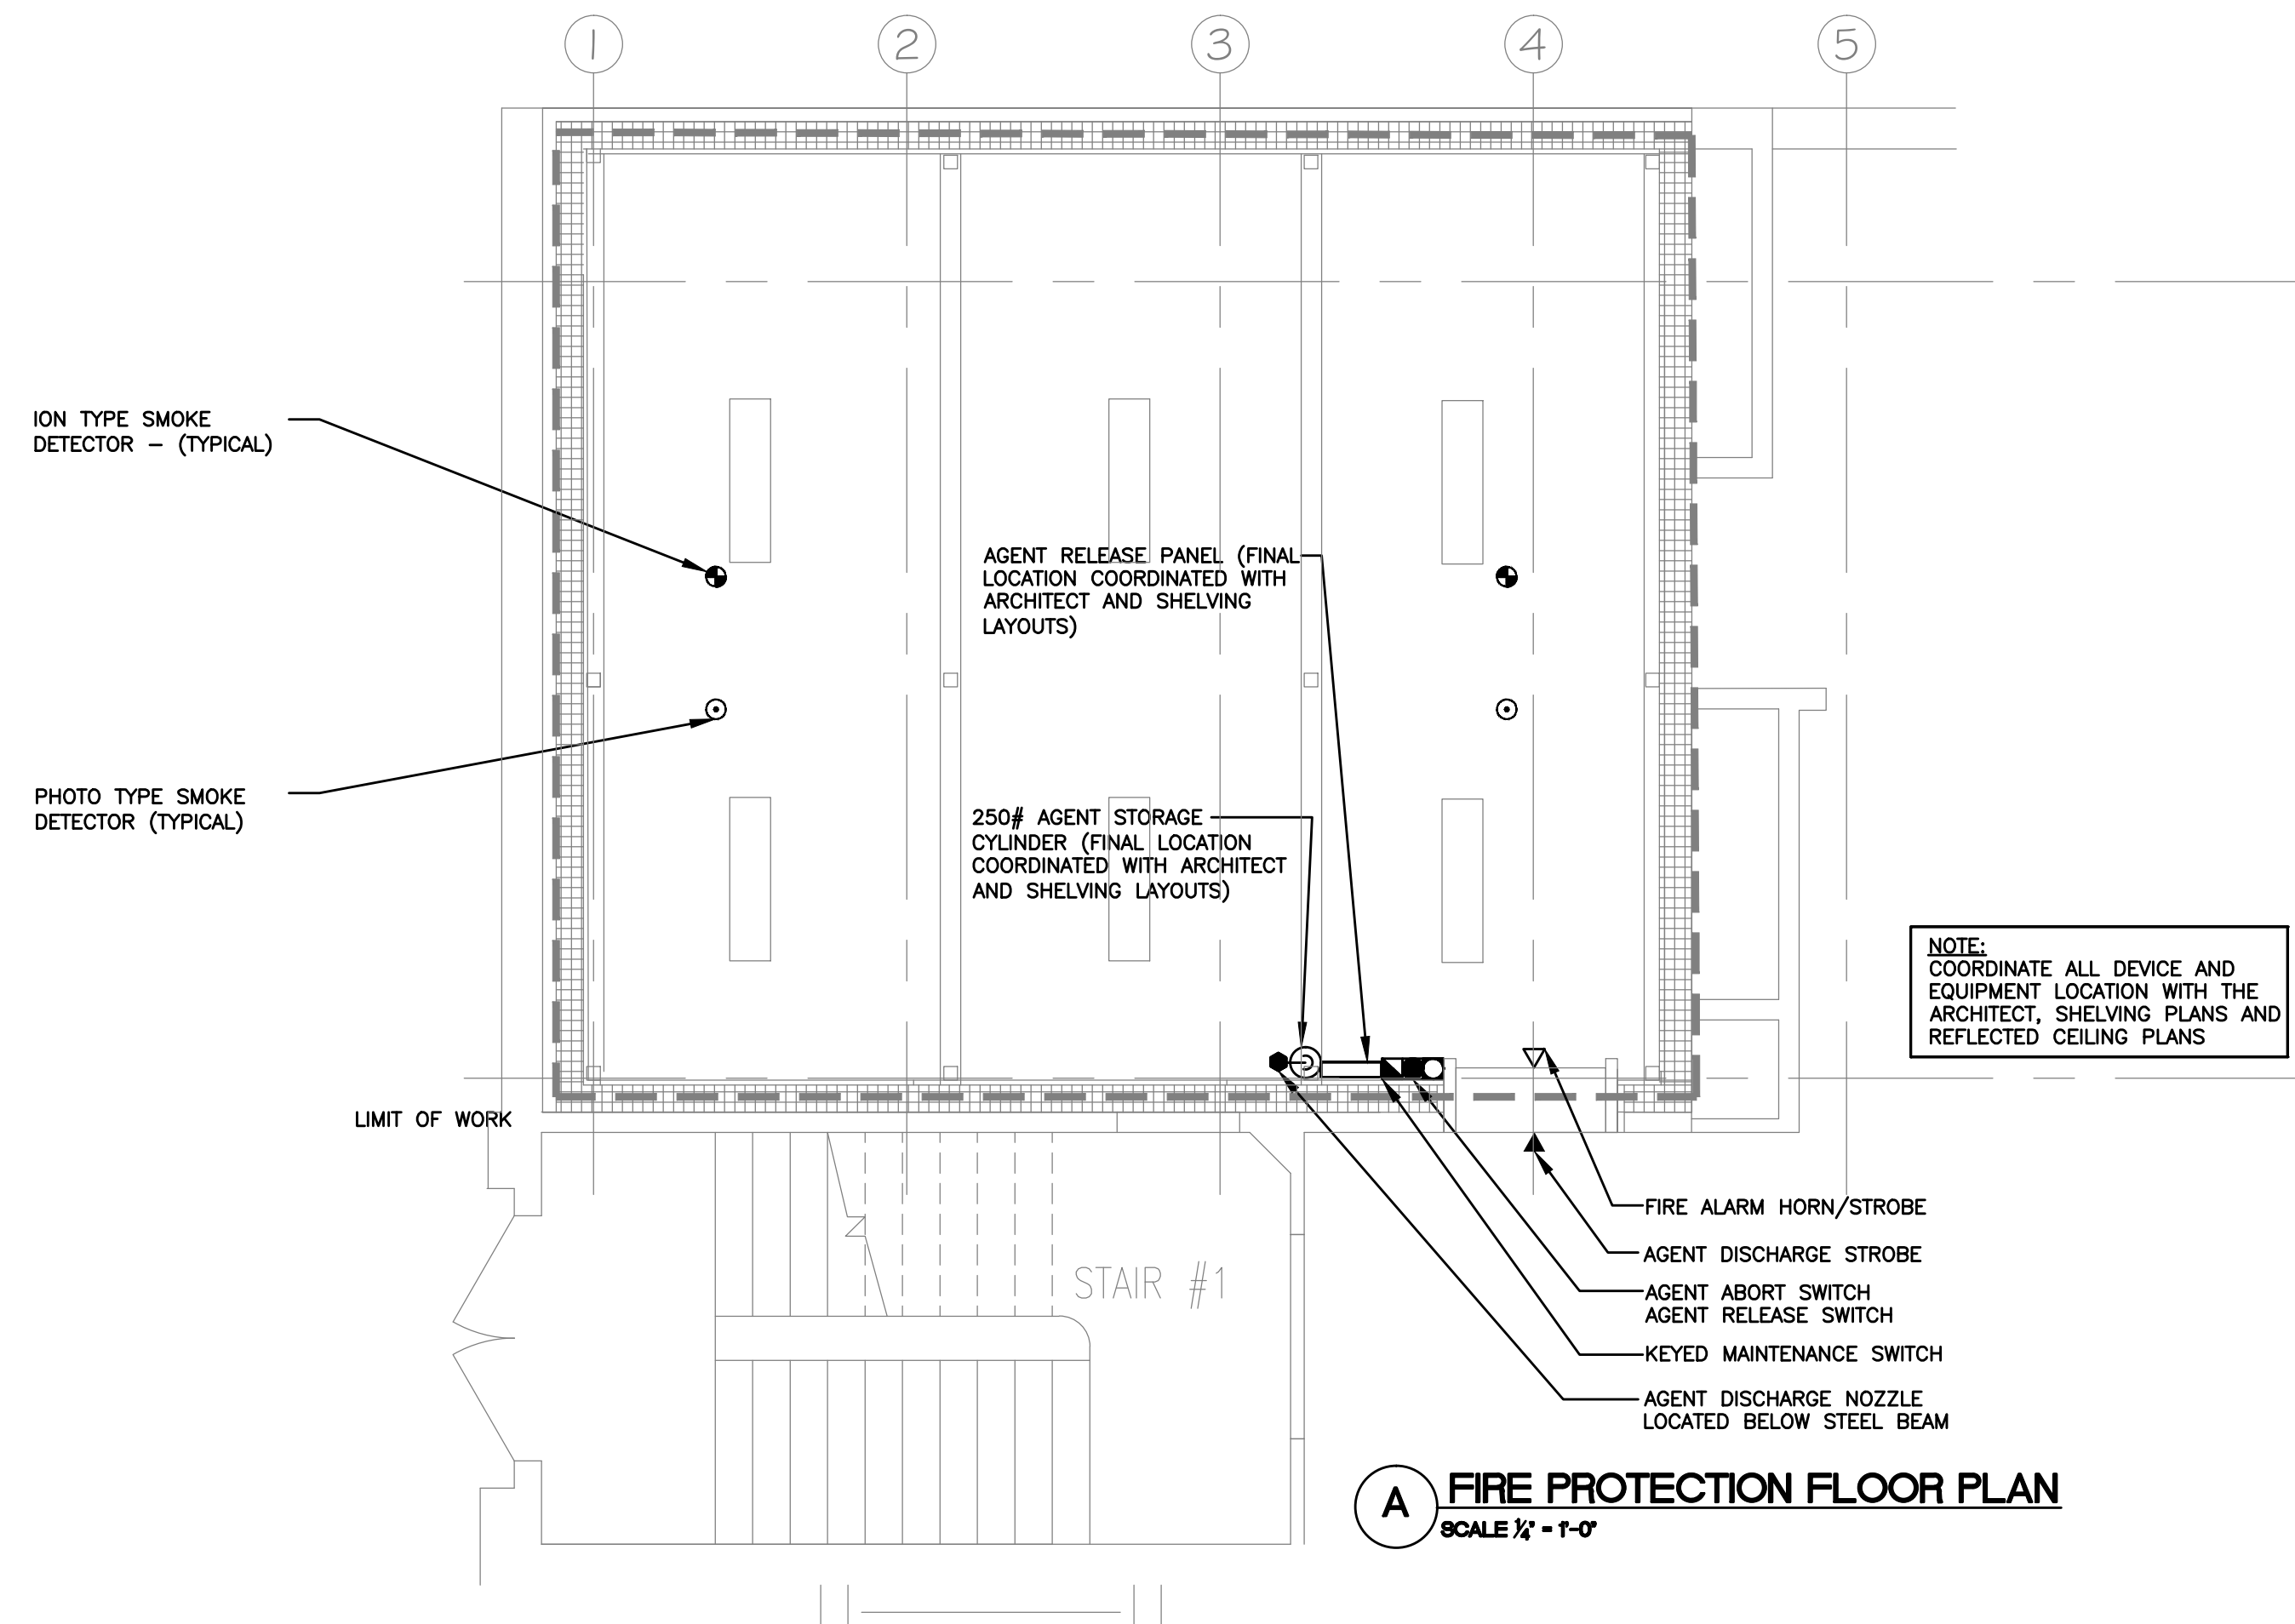 1 2 3 4 5
ION TYPE SMOKE
DETECTOR – (TYPICAL)
AGENT RELEASE PANEL (FINAL
LOCATION COORDINATED WITH
ARCHITECT AND SHELVING
LAYOUTS)
PHOTO TYPE SMOKE
DETECTOR (TYPICAL)
250# AGENT STORAGE
CYLINDER (FINAL LOCATION
COORDINATED WITH ARCHITECT
AND SHELVING LAYOUTS)
NOTE:
COORDINATE ALL DEVICE AND
EQUIPMENT LOCATION WITH THE
ARCHITECT, SHELVING PLANS AND
REFLECTED CEILING PLANS
LIMIT OF WORK
STAIR #1
FIRE ALARM HORN/STROBE
AGENT DISCHARGE STROBE
AGENT ABORT SWITCH
AGENT RELEASE SWITCH
KEYED MAINTENANCE SWITCH
AGENT DISCHARGE NOZZLE
LOCATED BELOW STEEL BEAM
A FIRE PROTECTION FLOOR PLAN
SCALE 1/4" = 1'-0"